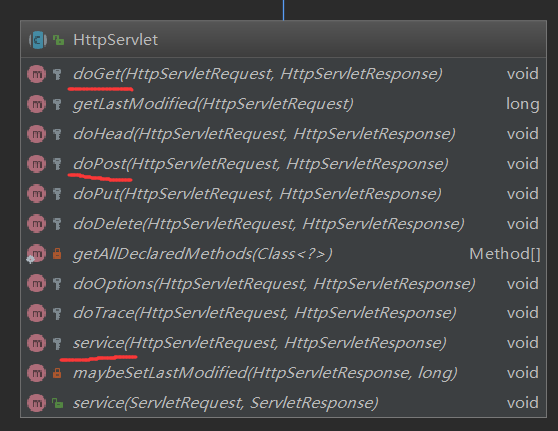 HttpServlet
doGet(HttpServletRequest, HttpServletResponse) void
getLastModified(HttpServletRequest) long
doHead(HttpServletRequest, HttpServletResponse) void
doPost(HttpServletRequest, HttpServletResponse) void
doPut(HttpServletRequest, HttpServletResponse) void
doDelete(HttpServletRequest, HttpServletResponse) void
getAllDeclaredMethods(Class<?>) Method[]
doOptions(HttpServletRequest, HttpServletResponse) void
doTrace(HttpServletRequest, HttpServletResponse) void
service(HttpServletRequest, HttpServletResponse) void
maybeSetLastModified(HttpServletResponse, long) void
service(ServletRequest, ServletResponse) void